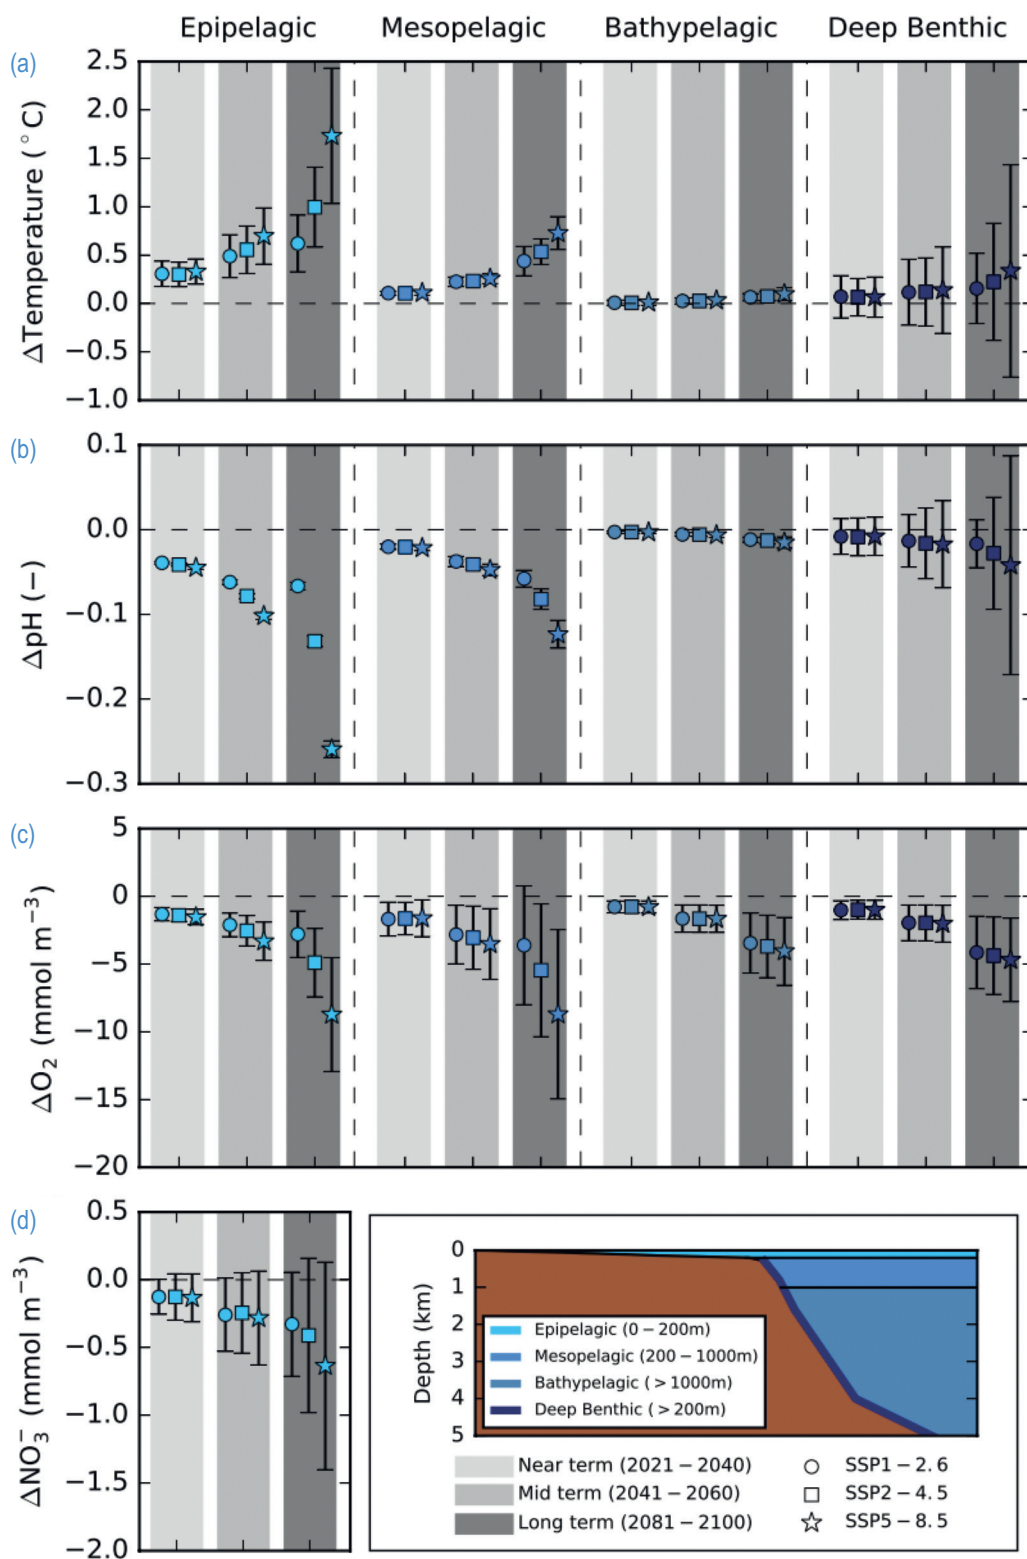 Epipelagic Mesopelagic Bathypelagic Deep Benthic
(a)
ΔTemperature (°C)
2.5
2.0
1.5
1.0
0.5
0.0
−0.5
−1.0
(b)
ΔpH (−)
0.1
0.0
−0.1
−0.2
−0.3
(c)
ΔO₂ (mmol m⁻³)
5
0
−5
−10
−15
−20
(d)
ΔNO₃⁻ (mmol m⁻³)
0.5
0.0
−0.5
−1.0
−1.5
−2.0
Depth (km)
0
1
2
3
4
5
Epipelagic (0−200m)
Mesopelagic (200−1000m)
Bathypelagic (>1000m)
Deep Benthic (>200m)
Near term (2021−2040)
Mid term (2041−2060)
Long term (2081−2100)
SSP1−2.6
SSP2−4.5
SSP5−8.5